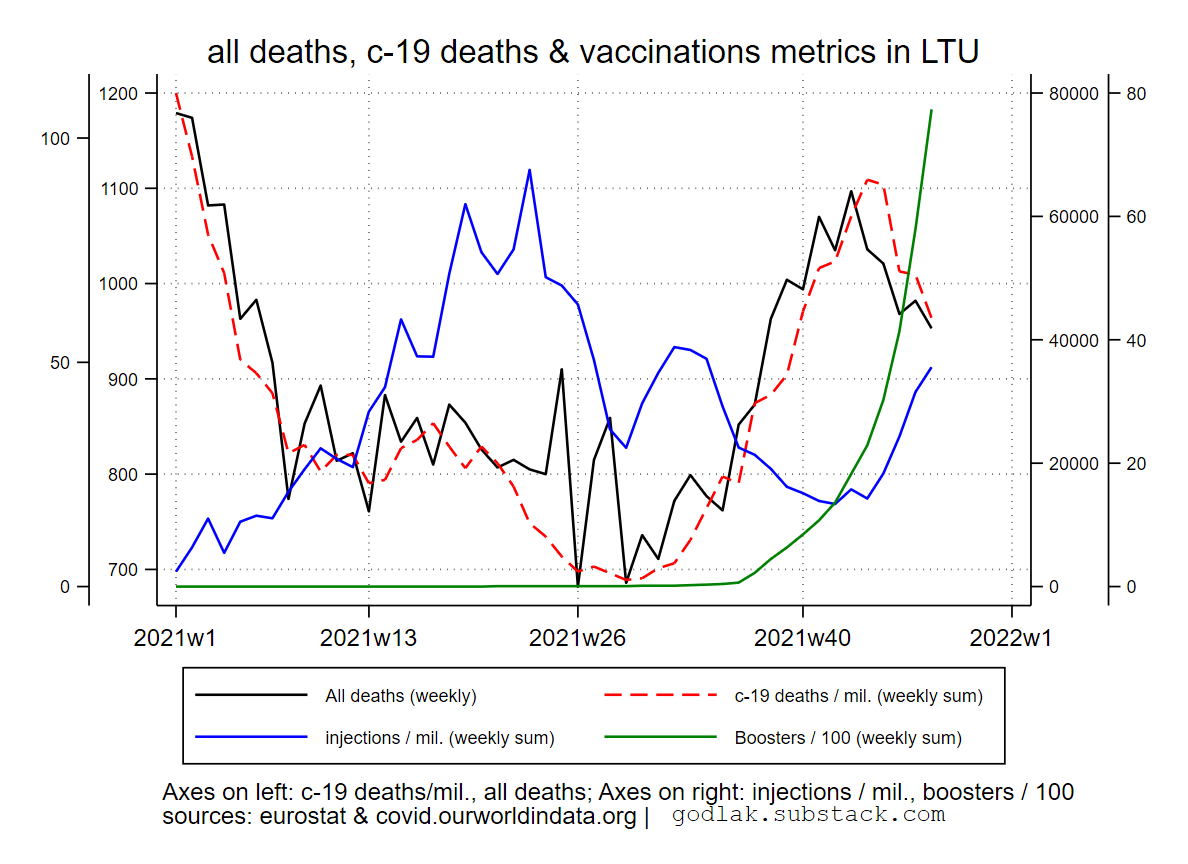 all deaths, c-19 deaths & vaccinations metrics in LTU
1200 80000 80
100
1100
60000 60
1000
40000 40
50
900
800 20000 20
700
0 0 0
2021w1 2021w13 2021w26 2021w40 2022w1
All deaths (weekly) c-19 deaths / mil. (weekly sum)
injections / mil. (weekly sum) Boosters / 100 (weekly sum)
Axes on left: c-19 deaths/mil., all deaths; Axes on right: injections / mil., boosters / 100
sources: eurostat & covid.ourworldindata.org | godlak.substack.com